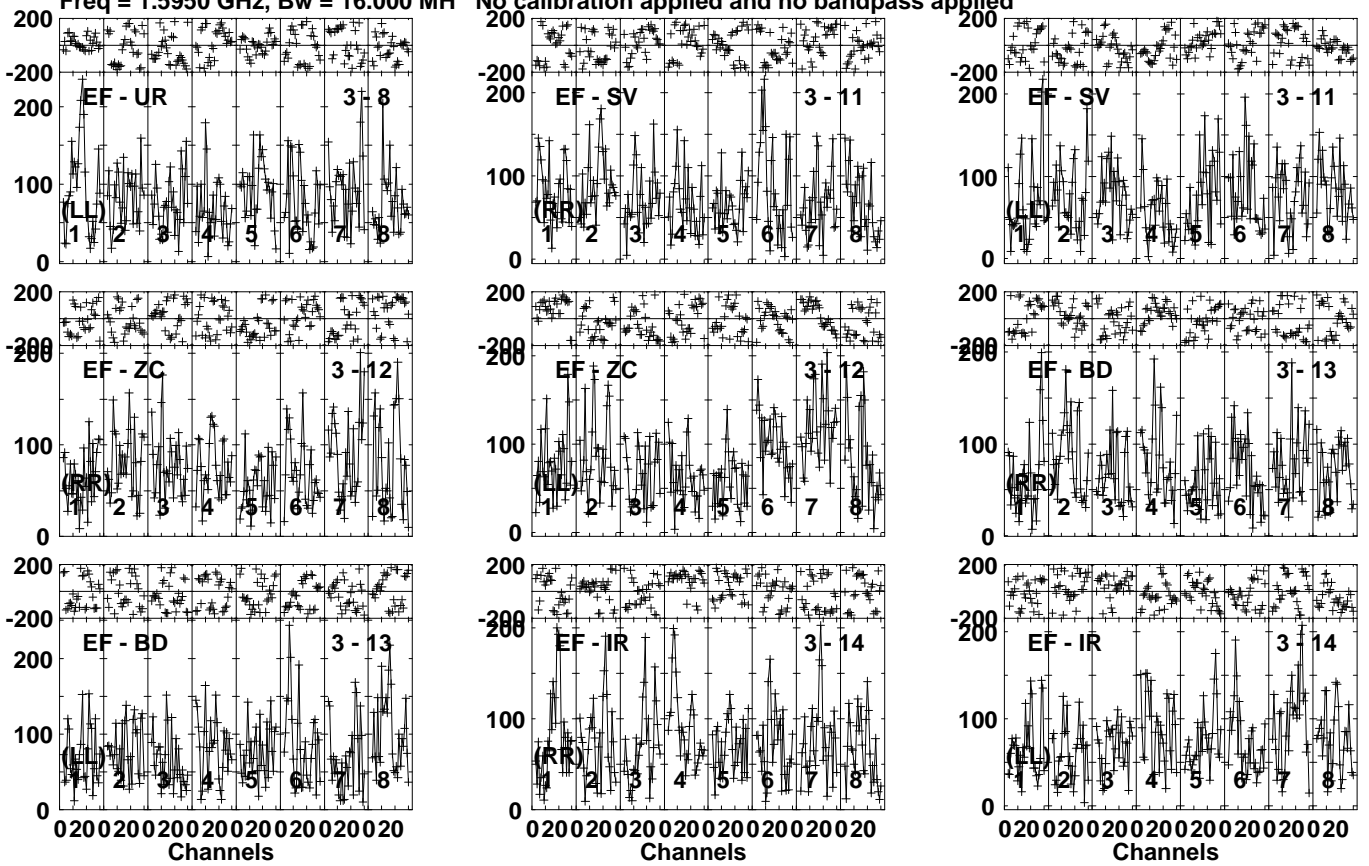 Freq = 1.5950 GHz, Bw = 16.000 MH No calibration applied and no bandpass applied
200 200 200
-200 -200 -200
200 200 200
EF - UR 3 - 8 EF - SV 3 - 11 EF - SV 3 - 11
100 100 100
(LL) (RR) (LL)
1 2 3 4 5 6 7 8 1 2 3 4 5 6 7 8 1 2 3 4 5 6 7 8
0 0 0
200 200 200
-200 -200 -200
200 200 200
EF - ZC 3 - 12 EF - ZC 3 - 12 EF - BD 3 - 13
100 100 100
(RR) (LL) (RR)
1 2 3 4 5 6 7 8 1 2 3 4 5 6 7 8 1 2 3 4 5 6 7 8
0 0 0
200 200 200
-200 -200 -200
200 200 200
EF - BD 3 - 13 EF - IR 3 - 14 EF - IR 3 - 14
100 100 100
(LL) (RR) (LL)
1 2 3 4 5 6 7 8 1 2 3 4 5 6 7 8 1 2 3 4 5 6 7 8
0 0 0
0 20 0 20 0 20 0 20 0 20 0 20 0 20 0 20 0 20 0 20 0 20 0 20 0 20 0 20 0 20 0 20 0 20 0 20 0 20 0 20 0 20 0 20 0 20 0 20
Channels Channels Channels